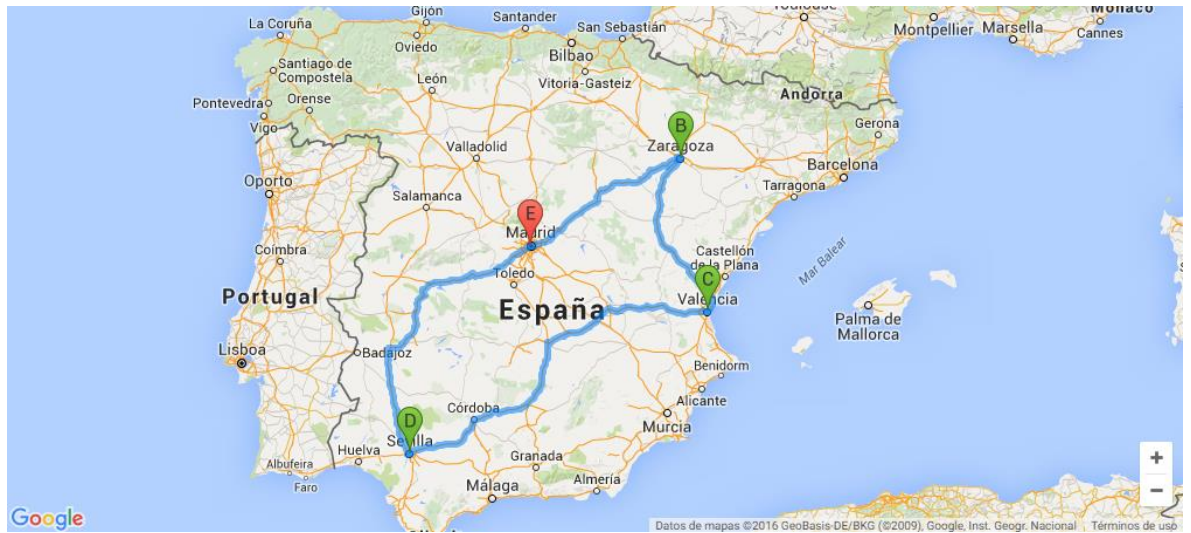 Gijón
Santander
Toulouse
Mónaco
La Coruña
San Sebastián
Montpellier
Marsella
Cannes
Oviedo
Bilbao
Santiago de
Compostela
León
Vitoria-Gasteiz
Andorra
Pontevedra
Orense
Vigo
B
Gerona
Valladolid
Zaragoza
Barcelona
Oporto
Salamanca
Tarragona
E
Madrid
Coímbra
Castellón
de la Plana
Mar Balear
Toledo
C
Portugal
España
Valencia
Palma de
Mallorca
Lisboa
Badajoz
Benidorm
Alicante
D
Córdoba
Murcia
Sevilla
Huelva
Granada
Albufeira
Faro
Málaga
Almería
+
−
Google
Datos de mapas ©2016 GeoBasis-DE/BKG (©2009), Google, Inst. Geogr. Nacional Términos de uso